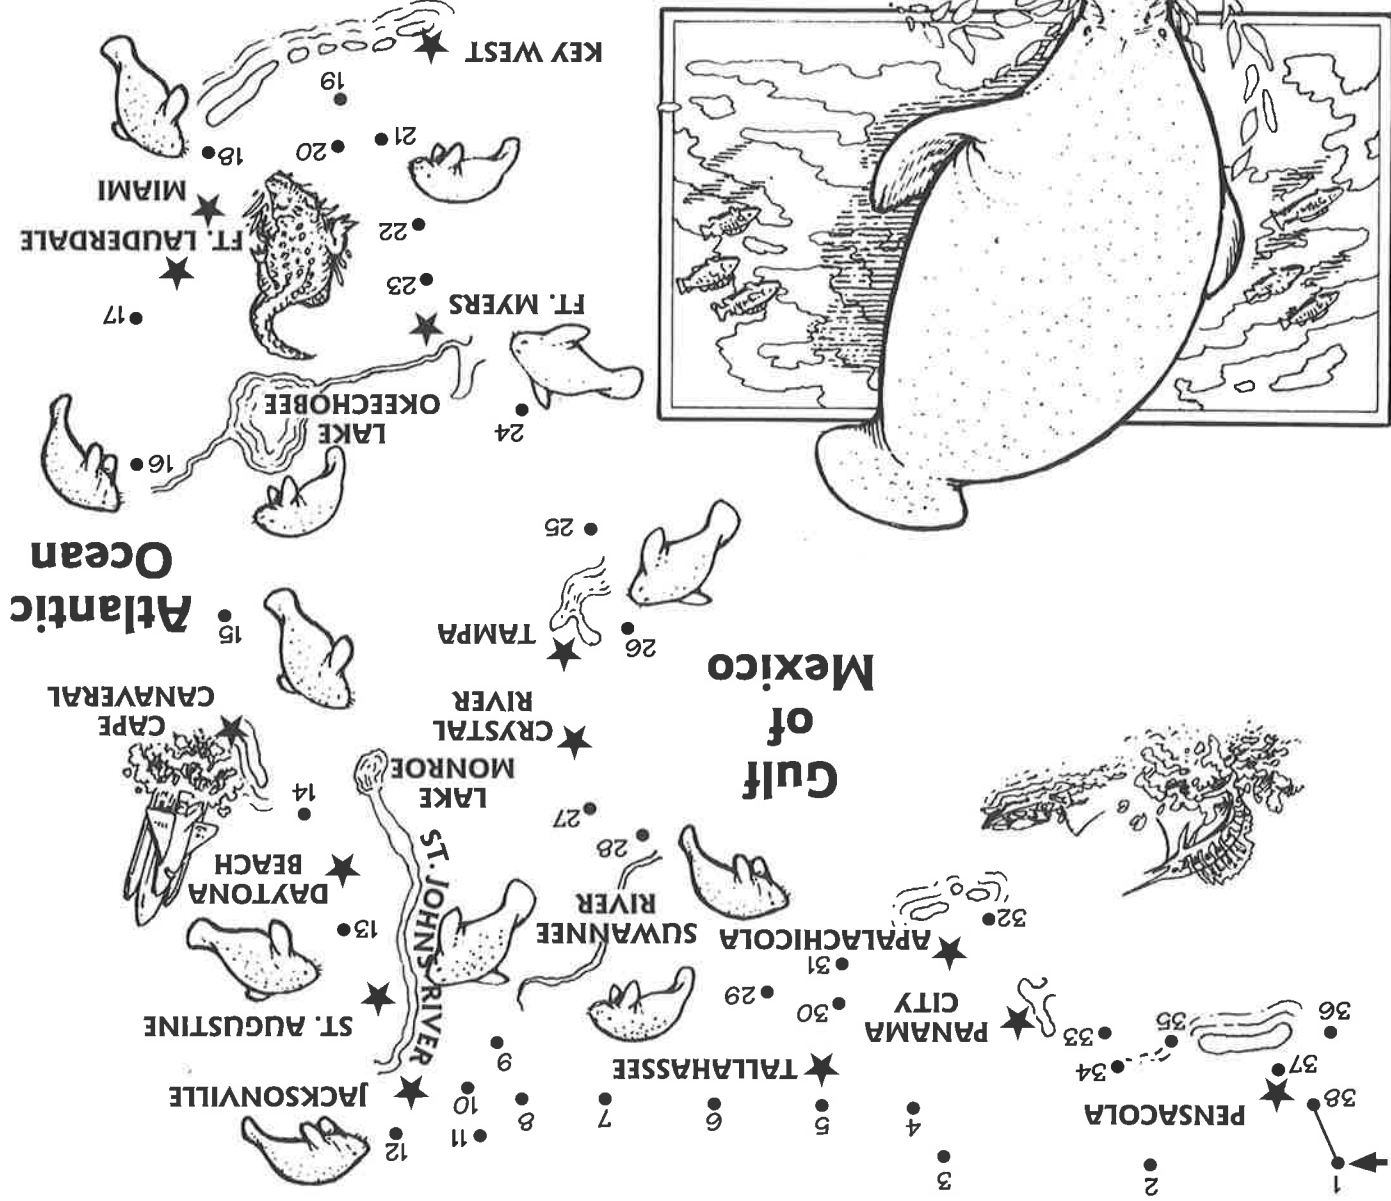 1
2
3
12
11
4
5
6
7
8
10
38
PENSACOLA
JACKSONVILLE
37
34
TALLAHASSEE
9
36
35
33
PANAMA
CITY
30
29
ST. AUGUSTINE
31
ST. JOHNS RIVER
APALACHICOLA
32
SUWANNEE
RIVER
13
DAYTONA
BEACH
28
27
14
Gulf
of
Mexico
LAKE
MONROE
CRYSTAL
RIVER
CAPE
CANAVERAL
26
TAMPA
15
Atlantic
Ocean
25
16
24
LAKE
OKEECHOBEE
17
FT. MYERS
23
22
FT. LAUDERDALE
MIAMI
21
20
18
19
KEY WEST